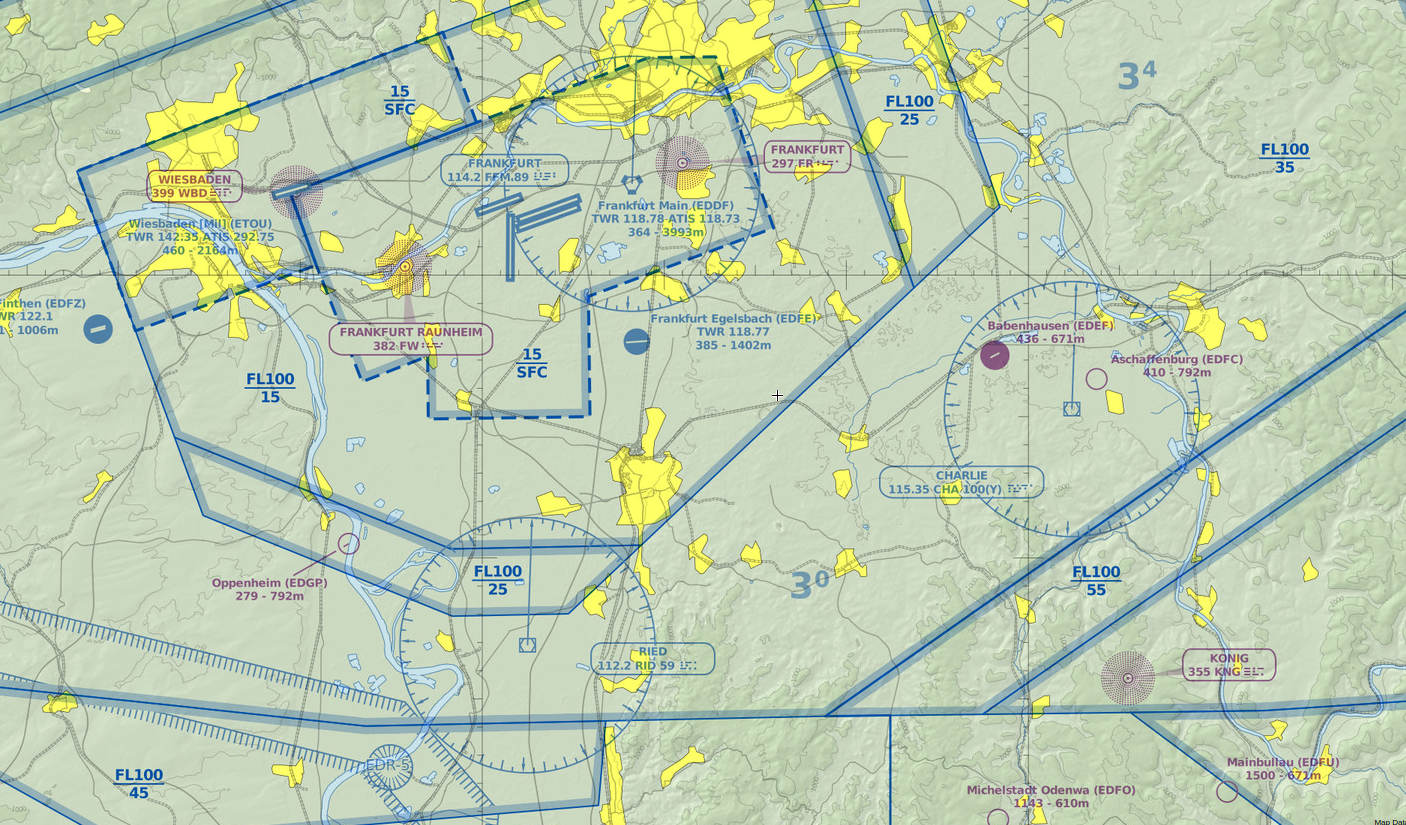 3⁴
15
SFC
FL100
25
FL100
35
FRANKFURT
297 FR
FRANKFURT
114.2 FFM 89
WIESBADEN
399 WBD
Wiesbaden [Mil] (ETOU)
TWR 142.35 ATIS 292.75
460 - 2164m
Frankfurt Main (EDDF)
TWR 118.78 ATIS 118.73
364 - 3993m
Finthen (EDFZ)
WR 122.1
1006m
FRANKFURT RAUNHEIM
382 FW
Frankfurt Egelsbach (EDFE)
TWR 118.77
385 - 1402m
Babenhausen (EDEF)
436 - 671m
Aschaffenburg (EDFC)
410 - 792m
15
SFC
FL100
15
CHARLIE
115.35 CHA 100(Y)
Oppenheim (EDGP)
279 - 792m
FL100
25
3⁰
FL100
55
RIED
112.2 RID 59
KONIG
355 KNG
EDR-5
FL100
45
Mainbullau (EDFU)
1500 - 671m
Michelstadt Odenwa (EDFO)
1143 - 610m
Map Data